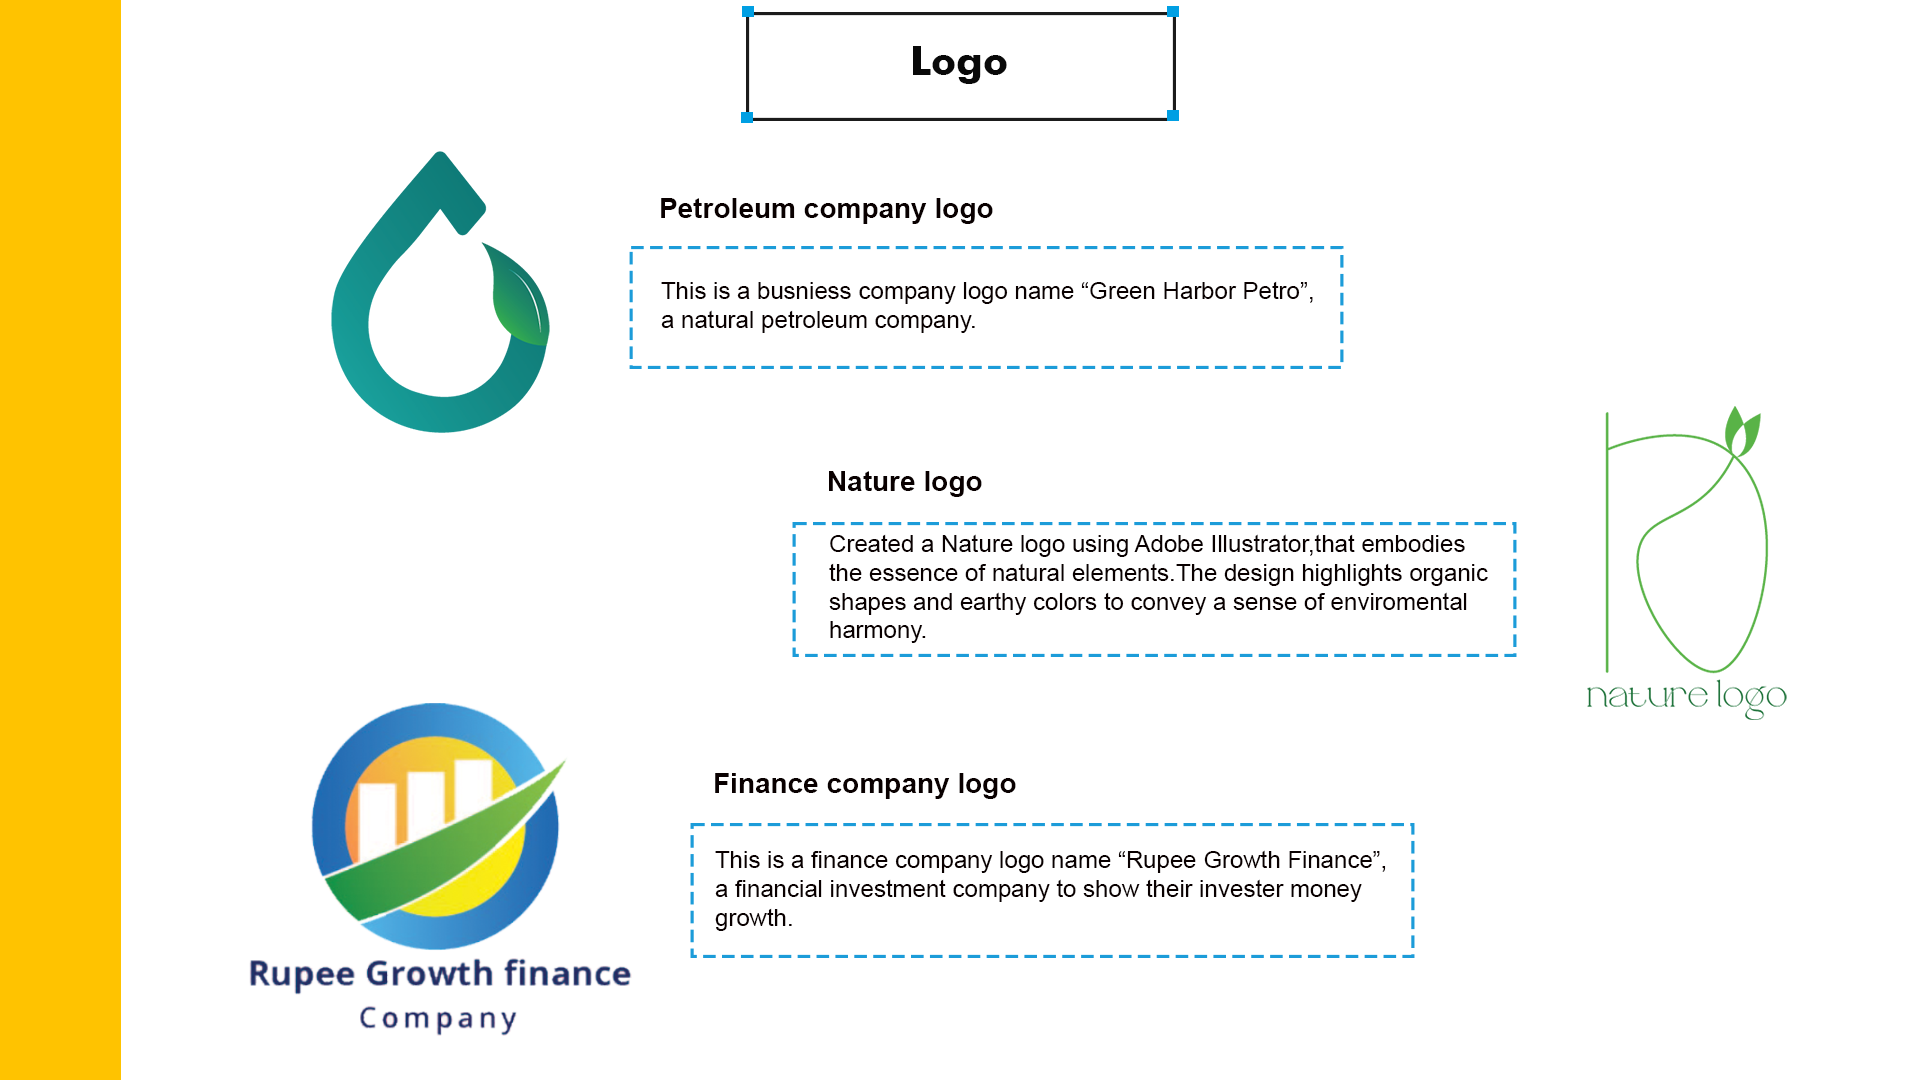 Logo
Petroleum company logo
This is a busniess company logo name “Green Harbor Petro”,
a natural petroleum company.
Nature logo
Created a Nature logo using Adobe Illustrator,that embodies
the essence of natural elements.The design highlights organic
shapes and earthy colors to convey a sense of enviromental
harmony.
nature logo
Finance company logo
This is a finance company logo name “Rupee Growth Finance”,
a financial investment company to show their invester money
growth.
Rupee Growth finance
Company